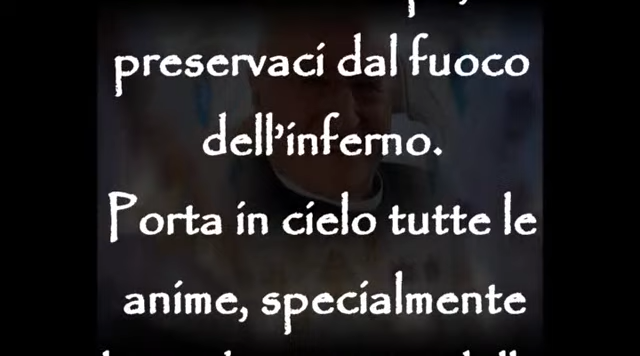 preservaci dal fuoco
dell'inferno.
Porta in cielo tutte le
anime, specialmente